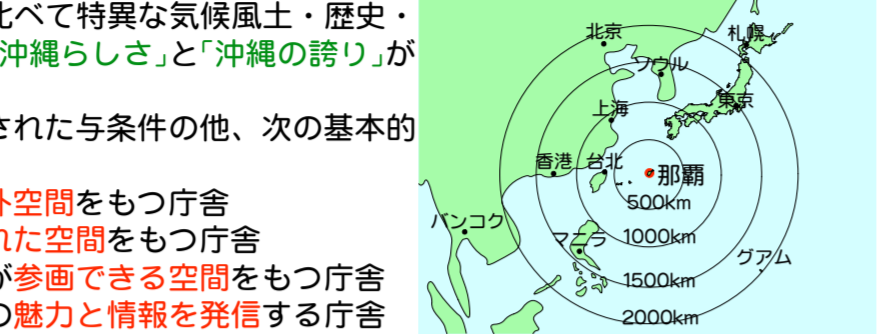 比べて特異な気候風土・歴史・
「沖縄らしさ」と「沖縄の誇り」が
された与条件の他、次の基本的
外空間をもつ庁舎
れた空間をもつ庁舎
が参画できる空間をもつ庁舎
の魅力と情報を発信する庁舎
北京
札幌
ソウル
東京
上海
香港
台北
那覇
500km
バンコク
マニラ
1000km
グアム
1500km
2000km